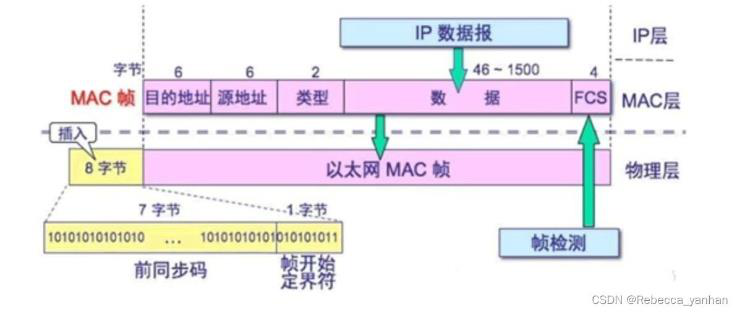 IP 数据报
IP层
字节 6 6 2 46 ~ 1500 4
MAC 帧 目的地址 源地址 类型 数 据 FCS MAC层
插入
8 字节 以太网 MAC 帧 物理层
7 字节 1 字节
10101010101010 ... 10101010101010101011
前同步码 帧开始
定界符
帧检测
CSDN @Rebecca_yanhan